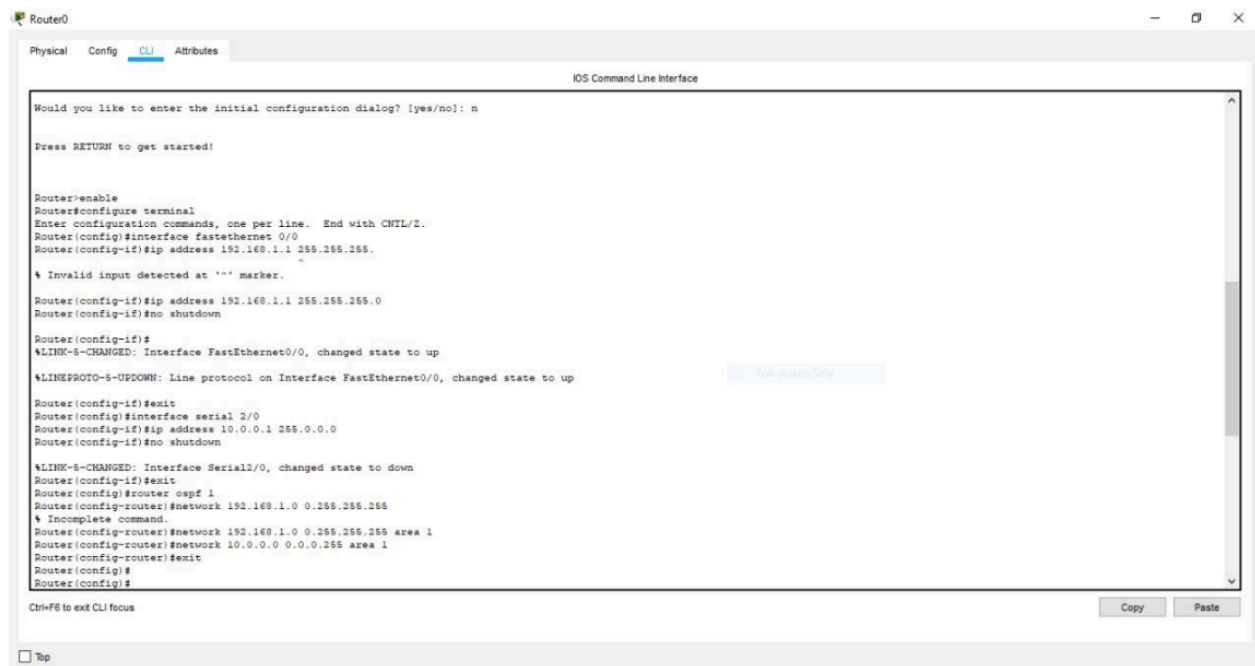 Router0
Physical Config CLI Attributes
IOS Command Line Interface
Would you like to enter the initial configuration dialog? [yes/no]: n
Press RETURN to get started!
Router>enable
Router#configure terminal
Enter configuration commands, one per line. End with CNTL/Z.
Router(config)#interface fastethernet 0/0
Router(config-if)#ip address 192.168.1.1 255.255.255.
^
% Invalid input detected at '^' marker.
Router(config-if)#ip address 192.168.1.1 255.255.255.0
Router(config-if)#no shutdown
Router(config-if)#
%LINK-5-CHANGED: Interface FastEthernet0/0, changed state to up
%LINEPROTO-5-UPDOWN: Line protocol on Interface FastEthernet0/0, changed state to up
Full-screen Snip
Router(config-if)#exit
Router(config)#interface serial 2/0
Router(config-if)#ip address 10.0.0.1 255.0.0.0
Router(config-if)#no shutdown
%LINK-5-CHANGED: Interface Serial2/0, changed state to down
Router(config-if)#exit
Router(config)#router ospf 1
Router(config-router)#network 192.168.1.0 0.255.255.255
% Incomplete command.
Router(config-router)#network 192.168.1.0 0.255.255.255 area 1
Router(config-router)#network 10.0.0.0 0.0.0.255 area 1
Router(config-router)#exit
Router(config)#
Router(config)#
Ctrl+F6 to exit CLI focus
Copy Paste
Top